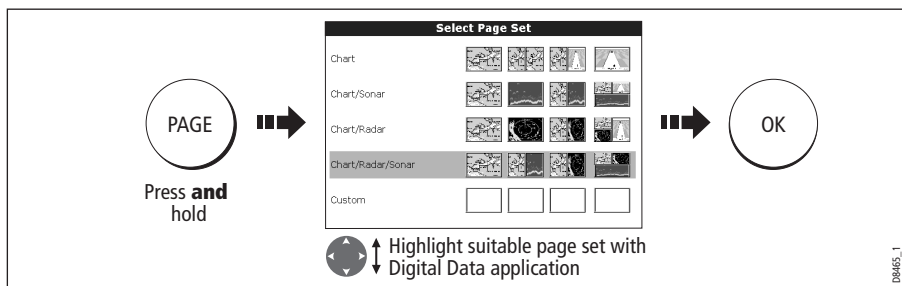 Select Page Set
Chart
Chart/Sonar
Chart/Radar
Chart/Radar/Sonar
Custom
PAGE
Press and
hold
OK
Highlight suitable page set with
Digital Data application
D8465_1